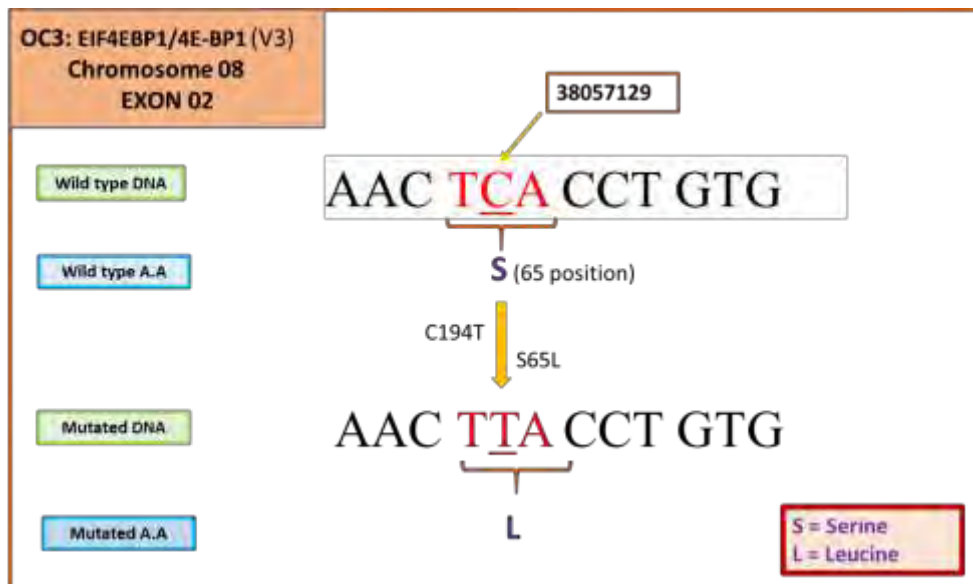 OC3: EIF4EBP1/4E-BP1 (V3)
Chromosome 08
EXON 02
38057129
Wild type DNA
AAC TCA CCT GTG
Wild type A.A
S (65 position)
C194T
S65L
Mutated DNA
AAC TTA CCT GTG
Mutated A.A
L
S = Serine
L = Leucine